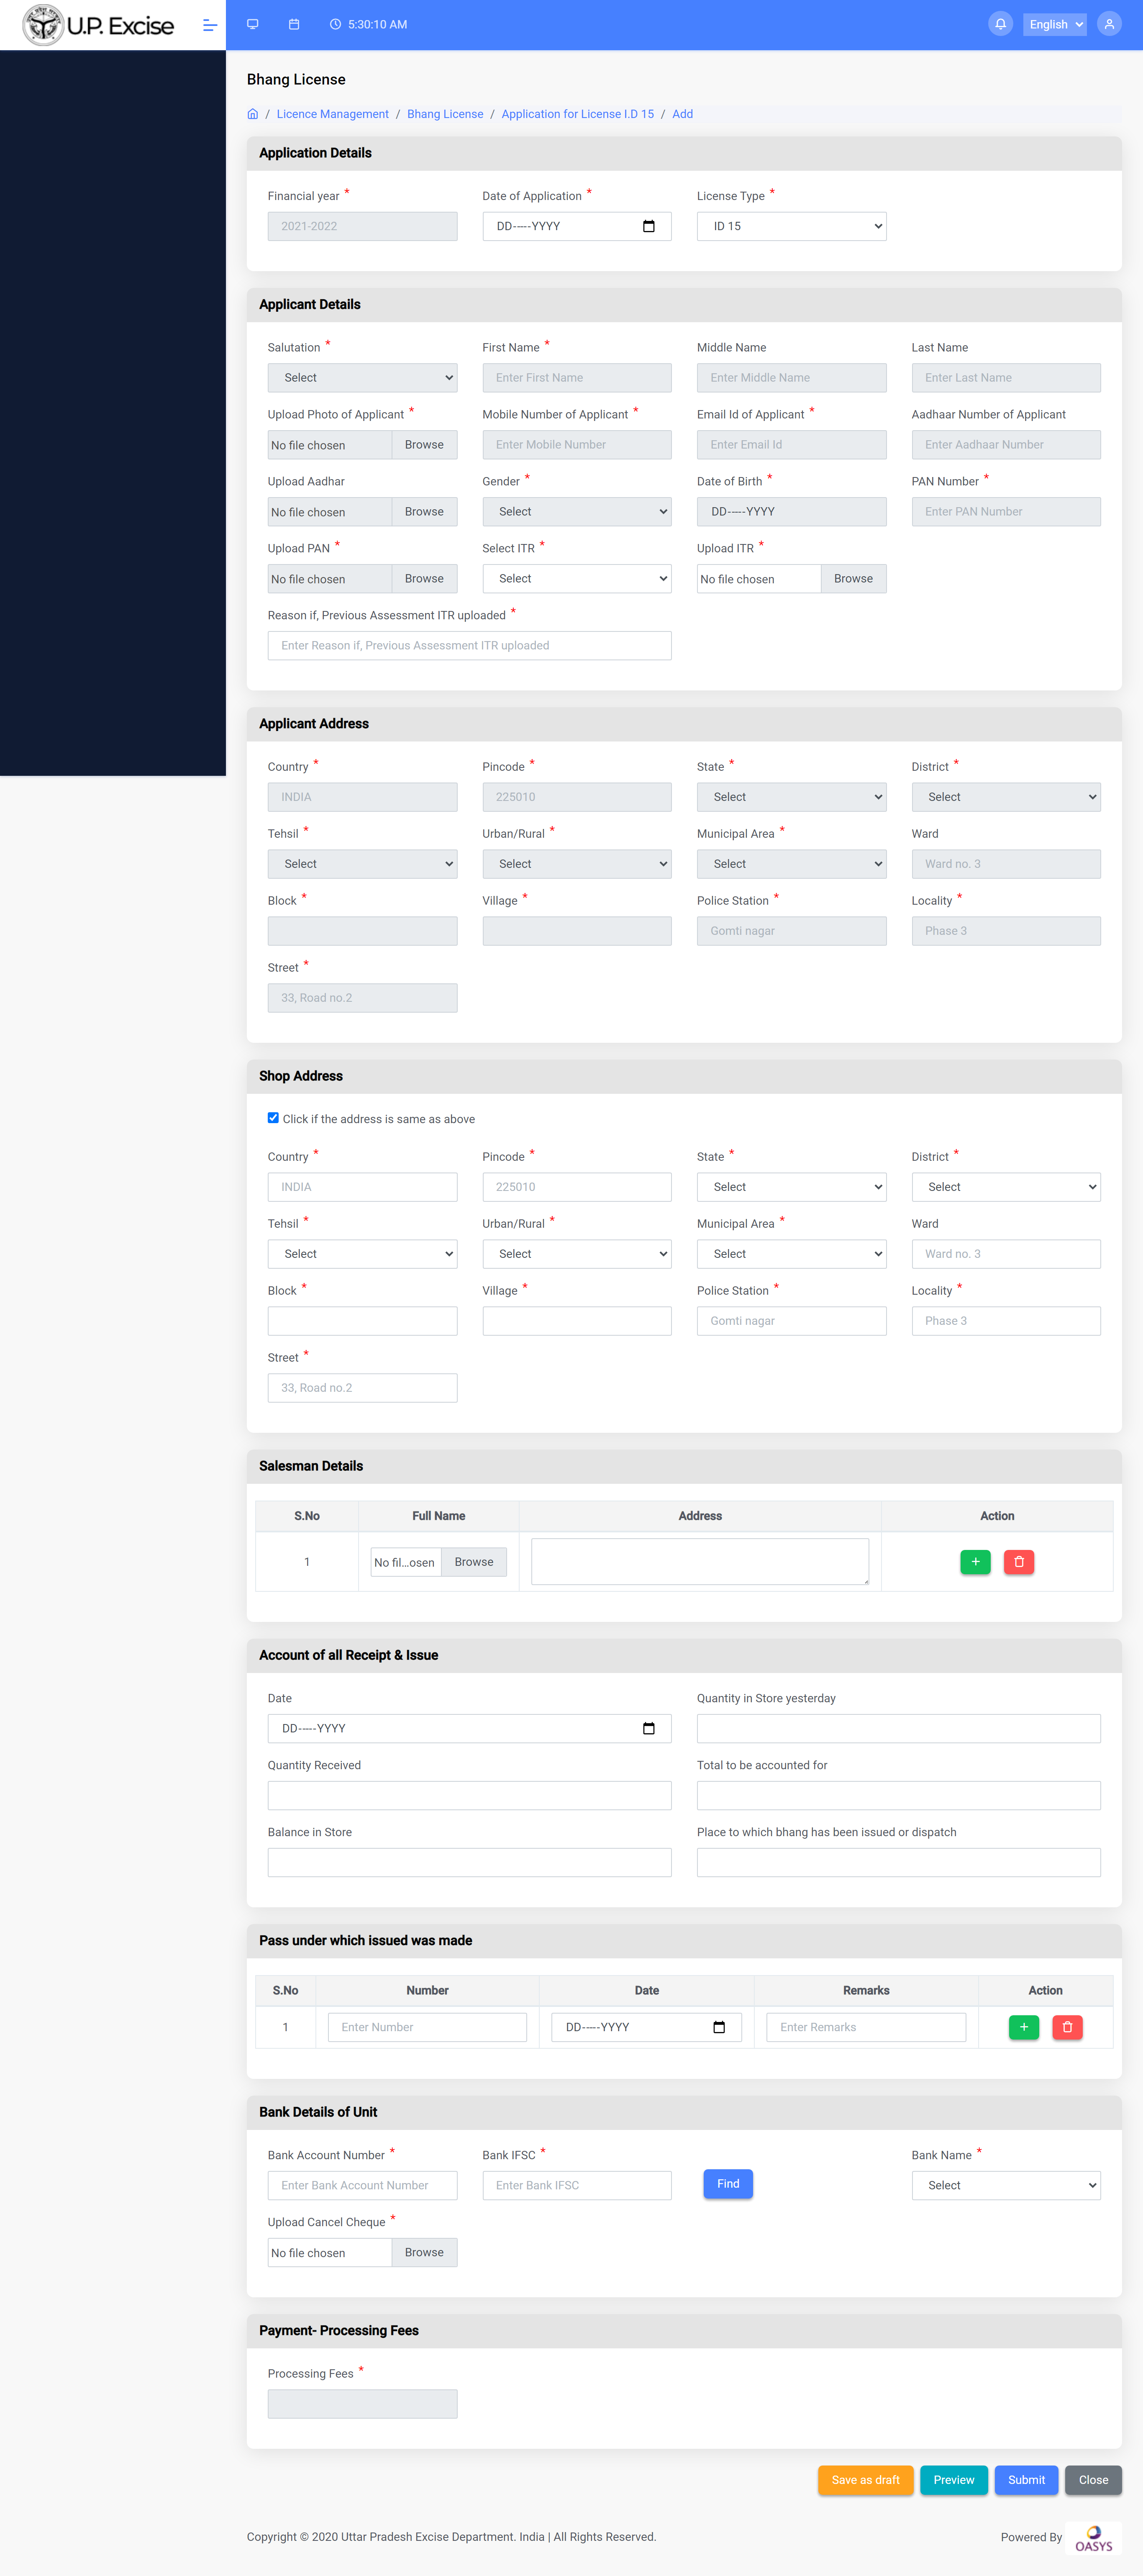 U.P. Excise
5:30:10 AM
English
Bhang License
/ Licence Management / Bhang License / Application for License I.D 15 / Add
Application Details
Financial year * Date of Application * License Type *
2021-2022 DD-----YYYY ID 15
Applicant Details
Salutation * First Name * Middle Name Last Name
Select Enter First Name Enter Middle Name Enter Last Name
Upload Photo of Applicant * Mobile Number of Applicant * Email Id of Applicant * Aadhaar Number of Applicant
No file chosen Browse Enter Mobile Number Enter Email Id Enter Aadhaar Number
Upload Aadhar Gender * Date of Birth * PAN Number *
No file chosen Browse Select DD-----YYYY Enter PAN Number
Upload PAN * Select ITR * Upload ITR *
No file chosen Browse Select No file chosen Browse
Reason if, Previous Assessment ITR uploaded *
Enter Reason if, Previous Assessment ITR uploaded
Applicant Address
Country * Pincode * State * District *
INDIA 225010 Select Select
Tehsil * Urban/Rural * Municipal Area * Ward
Select Select Select Ward no. 3
Block * Village * Police Station * Locality *
Gomti nagar Phase 3
Street *
33, Road no.2
Shop Address
Click if the address is same as above
Country * Pincode * State * District *
INDIA 225010 Select Select
Tehsil * Urban/Rural * Municipal Area * Ward
Select Select Select Ward no. 3
Block * Village * Police Station * Locality *
Gomti nagar Phase 3
Street *
33, Road no.2
Salesman Details
S.No Full Name Address Action
1 No fil...osen Browse +
Account of all Receipt & Issue
Date Quantity in Store yesterday
DD-----YYYY
Quantity Received Total to be accounted for
Balance in Store Place to which bhang has been issued or dispatch
Pass under which issued was made
S.No Number Date Remarks Action
1 Enter Number DD-----YYYY Enter Remarks +
Bank Details of Unit
Bank Account Number * Bank IFSC * Bank Name *
Enter Bank Account Number Enter Bank IFSC Find Select
Upload Cancel Cheque *
No file chosen Browse
Payment- Processing Fees
Processing Fees *
Save as draft Preview Submit Close
Copyright © 2020 Uttar Pradesh Excise Department. India | All Rights Reserved. Powered By OASYS